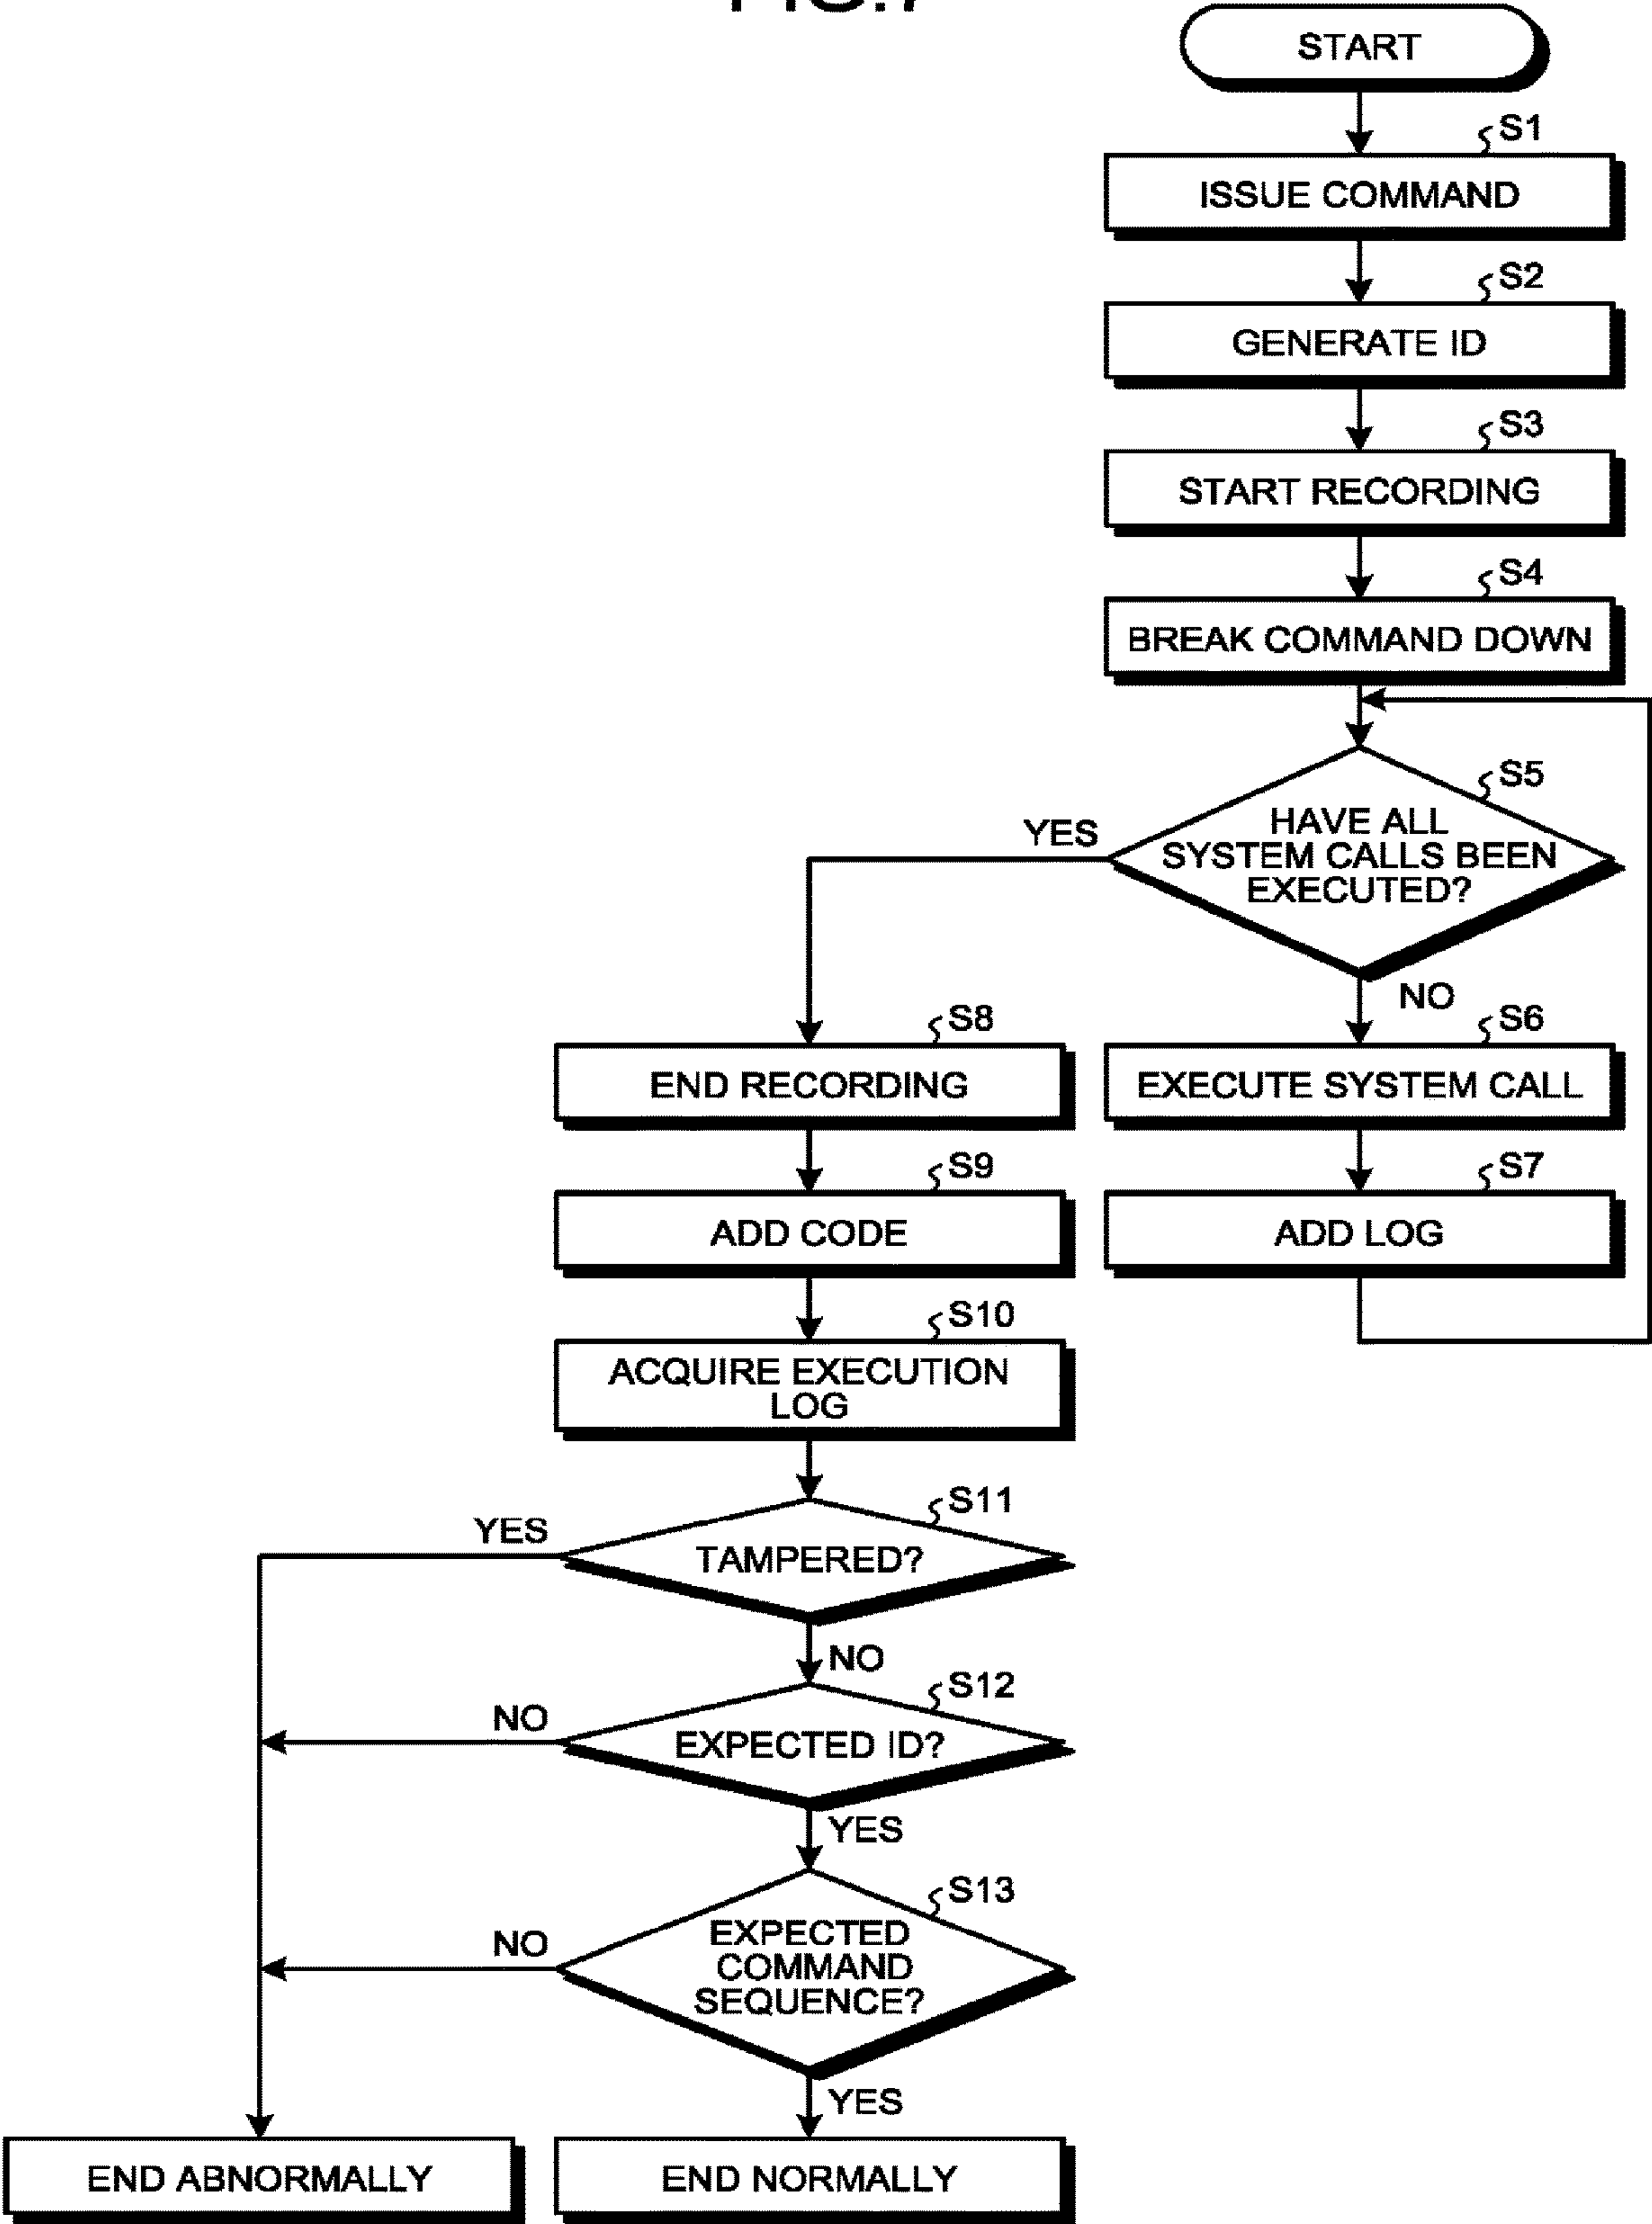 START
S1
ISSUE COMMAND
S2
GENERATE ID
S3
START RECORDING
S4
BREAK COMMAND DOWN
S5
HAVE ALL
SYSTEM CALLS BEEN
EXECUTED?
YES
NO
S6
EXECUTE SYSTEM CALL
S7
ADD LOG
S8
END RECORDING
S9
ADD CODE
S10
ACQUIRE EXECUTION
LOG
S11
TAMPERED?
YES
NO
S12
EXPECTED ID?
NO
YES
S13
EXPECTED
COMMAND
SEQUENCE?
NO
YES
END ABNORMALLY
END NORMALLY